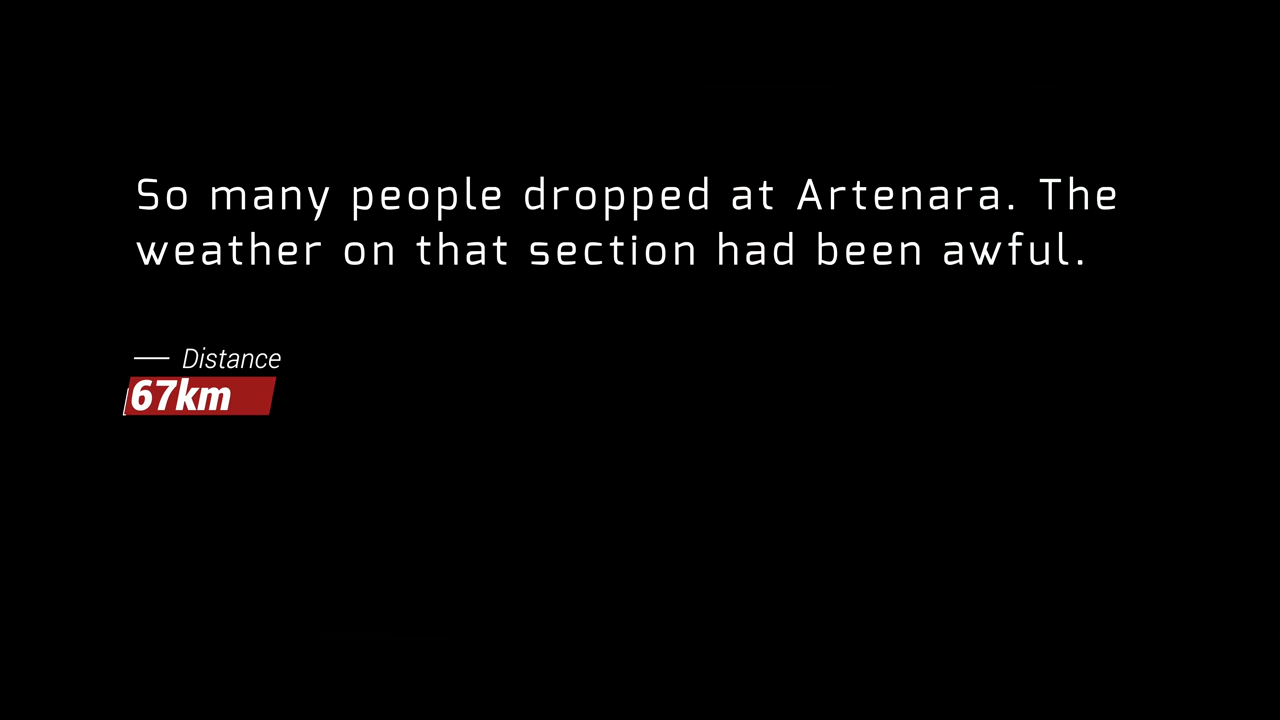 So many people dropped at Artenara. The
weather on that section had been awful.
Distance
67km